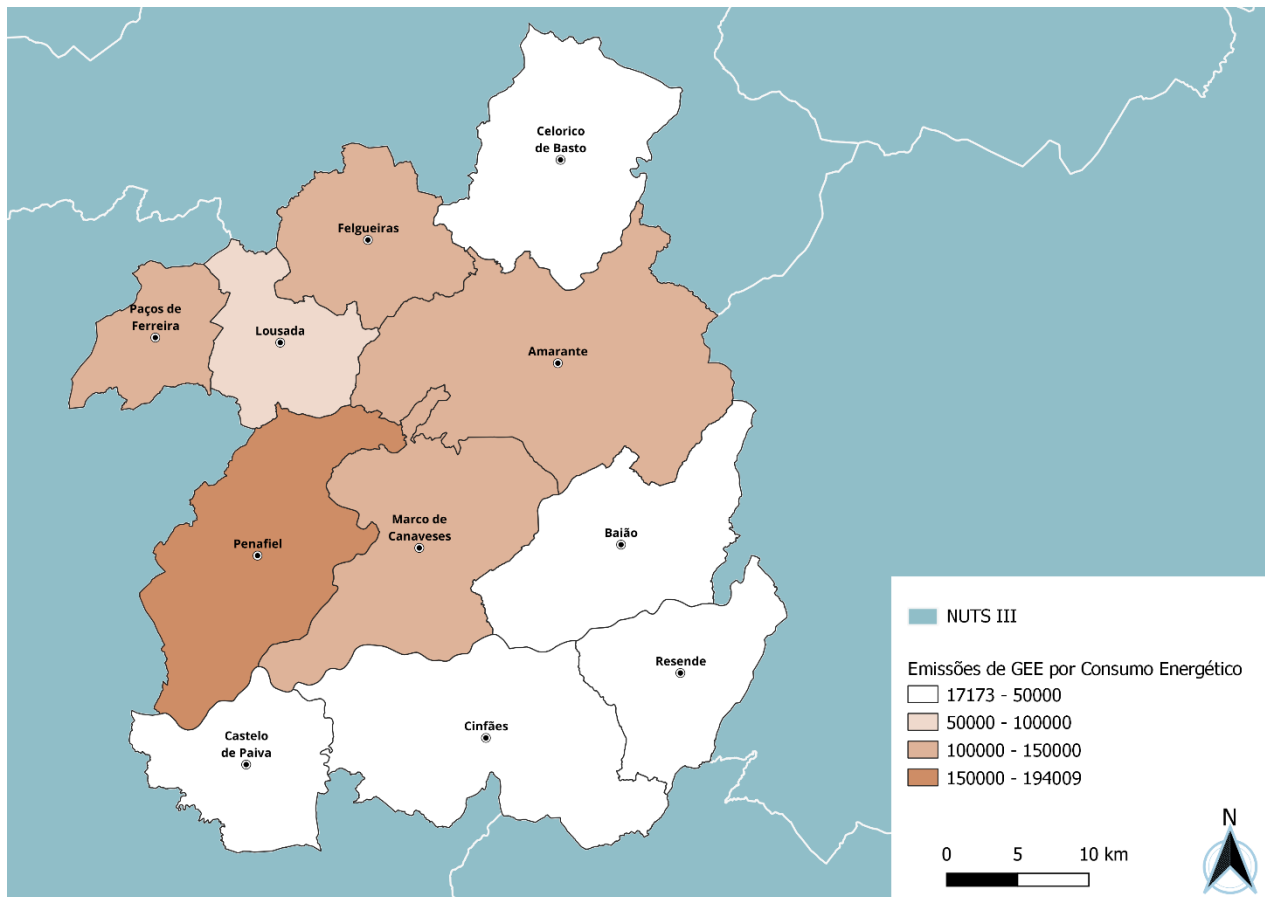 Celorico
de Basto
Felgueiras
Paços de
Ferreira
Lousada
Amarante
Marco de
Canaveses
Penafiel
Baião
Resende
Cinfães
Castelo
de Paiva
NUTS III
Emissões de GEE por Consumo Energético
17173 - 50000
50000 - 100000
100000 - 150000
150000 - 194009
0 5 10 km
N